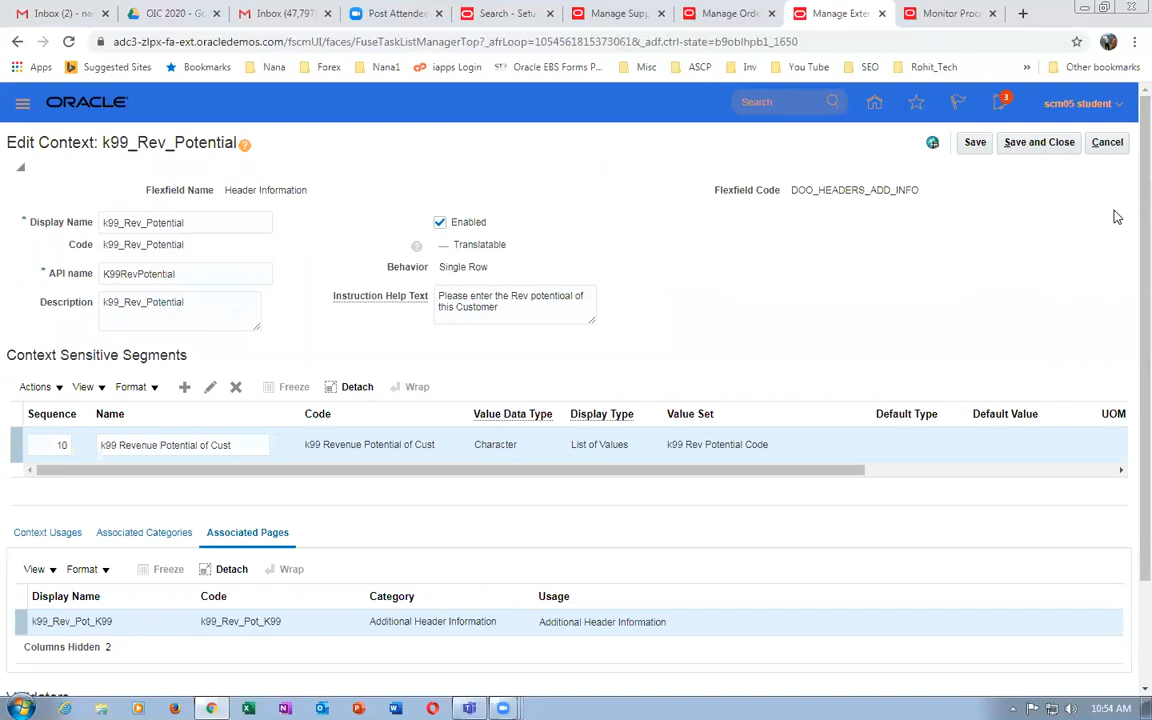 Inbox (2) - na
OIC 2020 - Go
Inbox (47,797)
Post Attendee
Search - Setu
Manage Supp
Manage Orde
Manage Exter
Monitor Proc
adc3-zlpx-fa-ext.oracledemos.com/fscmUI/faces/FuseTaskListManagerTop?_afrLoop=10545618153730​61&_adf.ctrl-state=b9oblhpb1_1650
Apps Suggested Sites Bookmarks Nana Forex Nana1 iapps Login Oracle EBS Forms P... Misc ASCP Inv You Tube SEO Rohit_Tech » Other bookmarks
ORACLE Search 3 scm05 student
Edit Context: k99_Rev_Potential Save Save and Close Cancel
Flexfield Name Header Information Flexfield Code DOO_HEADERS_ADD_INFO
* Display Name k99_Rev_Potential Enabled
Code k99_Rev_Potential Translatable
* API name K99RevPotential Behavior Single Row
Description k99_Rev_Potential Instruction Help Text Please enter the Rev potentioal of
this Customer
Context Sensitive Segments
Actions View Format Freeze Detach Wrap
Sequence Name Code Value Data Type Display Type Value Set Default Type Default Value UOM
10 k99 Revenue Potential of Cust k99 Revenue Potential of Cust Character List of Values k99 Rev Potential Code
Context Usages Associated Categories Associated Pages
View Format Freeze Detach Wrap
Display Name Code Category Usage
k99_Rev_Pot_K99 k99_Rev_Pot_K99 Additional Header Information Additional Header Information
Columns Hidden 2
10:54 AM